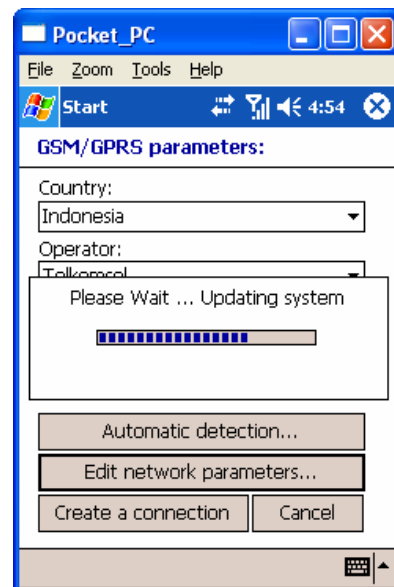 Pocket_PC
File Zoom Tools Help
Start 4:54
GSM/GPRS parameters:
Country:
Indonesia
Operator:
Telkomsel
Please Wait ... Updating system
Automatic detection...
Edit network parameters...
Create a connection Cancel